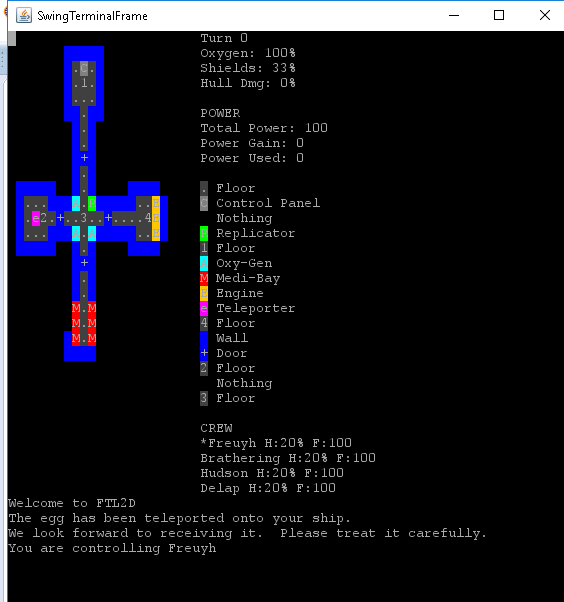 SwingTerminalFrame
Turn 0
Oxygen: 100%
Shields: 33%
Hull Dmg: 0%
POWER
Total Power: 100
Power Gain: 0
Power Used: 0
. Floor
C Control Panel
Nothing
R Replicator
1 Floor
Oxy-Gen
M Medi-Bay
E Engine
e Teleporter
4 Floor
Wall
+ Door
2 Floor
Nothing
3 Floor
CREW
*Freuyh H:20% F:100
Brathering H:20% F:100
Hudson H:20% F:100
Delap H:20% F:100
.C.
.1.
...
.
.
+
.
.
... ...E
.e2.+..3..+....4E
... ...E
.
+
.
.
M.M
M.M
M.M
Welcome to FTL2D
The egg has been teleported onto your ship.
We look forward to receiving it.  Please treat it carefully.
You are controlling Freuyh